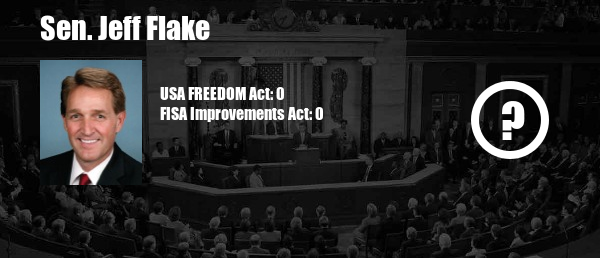 Sen. Jeff Flake
USA FREEDOM Act: 0
FISA Improvements Act: 0
?